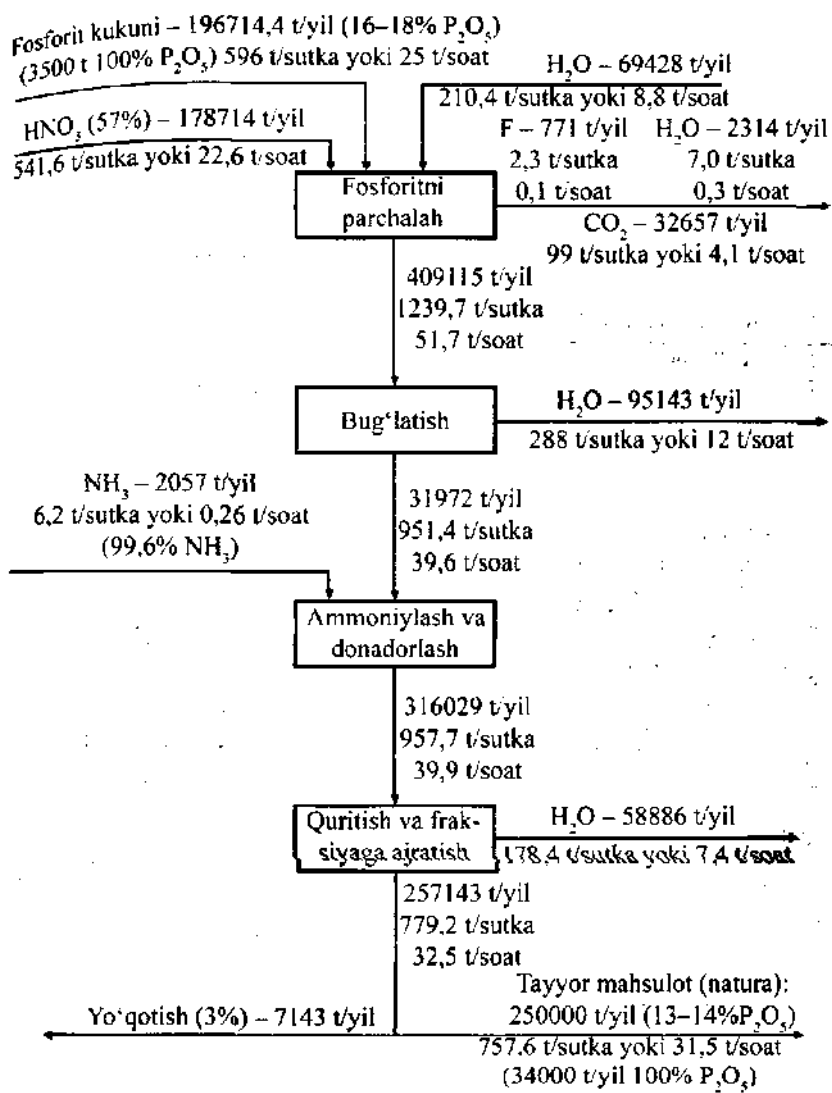 Fosforit kukuni – 196714,4 t/yil (16–18% P₂O₅)
(3500 t 100% P₂O₅) 596 t/sutka yoki 25 t/soat
H₂O – 69428 t/yil
210,4 t/sutka yoki 8,8 t/soat
HNO₃ (57%) – 178714 t/yil
541,6 t/sutka yoki 22,6 t/soat
F – 771 t/yil
2,3 t/sutka
0,1 t/soat
H₂O – 2314 t/yil
7,0 t/sutka
0,3 t/soat
Fosforitni
parchalah
CO₂ – 32657 t/yil
99 t/sutka yoki 4,1 t/soat
409115 t/yil
1239,7 t/sutka
51,7 t/soat
Bug‘latish
H₂O – 95143 t/yil
288 t/sutka yoki 12 t/soat
NH₃ – 2057 t/yil
6,2 t/sutka yoki 0,26 t/soat
(99,6% NH₃)
31972 t/yil
951,4 t/sutka
39,6 t/soat
Ammoniylash va
donadorlash
316029 t/yil
957,7 t/sutka
39,9 t/soat
Quritish va frak-
siyaga ajratish
H₂O – 58886 t/yil
178,4 t/sutka yoki 7,4 t/soat
257143 t/yil
779,2 t/sutka
32,5 t/soat
Yo‘qotish (3%) – 7143 t/yil
Tayyor mahsulot (natura):
250000 t/yil (13–14%P₂O₅)
757,6 t/sutka yoki 31,5 t/soat
(34000 t/yil 100% P₂O₅)